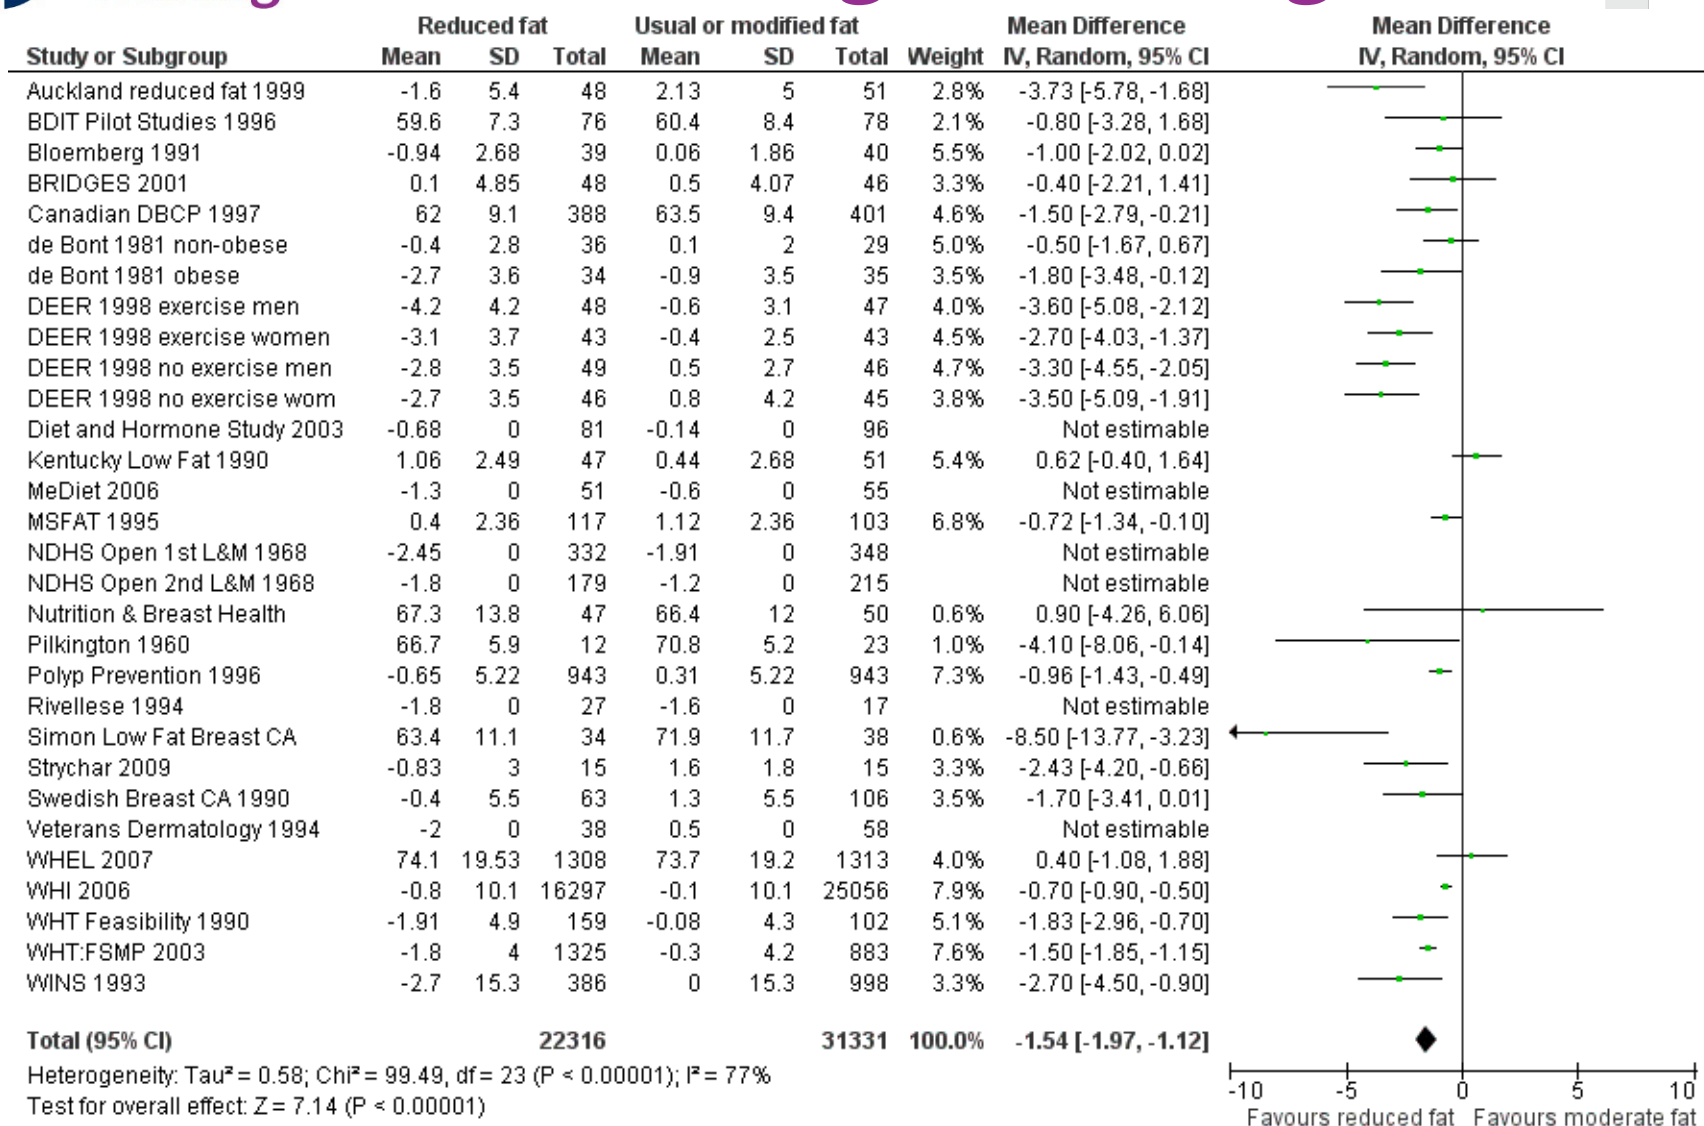 Reduced fat Usual or modified fat Mean Difference Mean Difference
Study or Subgroup Mean SD Total Mean SD Total Weight IV, Random, 95% CI IV, Random, 95% CI
Auckland reduced fat 1999 -1.6 5.4 48 2.13 5 51 2.8% -3.73 [-5.78, -1.68]
BDIT Pilot Studies 1996 59.6 7.3 76 60.4 8.4 78 2.1% -0.80 [-3.28, 1.68]
Bloemberg 1991 -0.94 2.68 39 0.06 1.86 40 5.5% -1.00 [-2.02, 0.02]
BRIDGES 2001 0.1 4.85 48 0.5 4.07 46 3.3% -0.40 [-2.21, 1.41]
Canadian DBCP 1997 62 9.1 388 63.5 9.4 401 4.6% -1.50 [-2.79, -0.21]
de Bont 1981 non-obese -0.4 2.8 36 0.1 2 29 5.0% -0.50 [-1.67, 0.67]
de Bont 1981 obese -2.7 3.6 34 -0.9 3.5 35 3.5% -1.80 [-3.48, -0.12]
DEER 1998 exercise men -4.2 4.2 48 -0.6 3.1 47 4.0% -3.60 [-5.08, -2.12]
DEER 1998 exercise women -3.1 3.7 43 -0.4 2.5 43 4.5% -2.70 [-4.03, -1.37]
DEER 1998 no exercise men -2.8 3.5 49 0.5 2.7 46 4.7% -3.30 [-4.55, -2.05]
DEER 1998 no exercise wom -2.7 3.5 46 0.8 4.2 45 3.8% -3.50 [-5.09, -1.91]
Diet and Hormone Study 2003 -0.68 0 81 -0.14 0 96 Not estimable
Kentucky Low Fat 1990 1.06 2.49 47 0.44 2.68 51 5.4% 0.62 [-0.40, 1.64]
MeDiet 2006 -1.3 0 51 -0.6 0 55 Not estimable
MSFAT 1995 0.4 2.36 117 1.12 2.36 103 6.8% -0.72 [-1.34, -0.10]
NDHS Open 1st L&M 1968 -2.45 0 332 -1.91 0 348 Not estimable
NDHS Open 2nd L&M 1968 -1.8 0 179 -1.2 0 215 Not estimable
Nutrition & Breast Health 67.3 13.8 47 66.4 12 50 0.6% 0.90 [-4.26, 6.06]
Pilkington 1960 66.7 5.9 12 70.8 5.2 23 1.0% -4.10 [-8.06, -0.14]
Polyp Prevention 1996 -0.65 5.22 943 0.31 5.22 943 7.3% -0.96 [-1.43, -0.49]
Rivellese 1994 -1.8 0 27 -1.6 0 17 Not estimable
Simon Low Fat Breast CA 63.4 11.1 34 71.9 11.7 38 0.6% -8.50 [-13.77, -3.23]
Strychar 2009 -0.83 3 15 1.6 1.8 15 3.3% -2.43 [-4.20, -0.66]
Swedish Breast CA 1990 -0.4 5.5 63 1.3 5.5 106 3.5% -1.70 [-3.41, 0.01]
Veterans Dermatology 1994 -2 0 38 0.5 0 58 Not estimable
WHEL 2007 74.1 19.53 1308 73.7 19.2 1313 4.0% 0.40 [-1.08, 1.88]
WHI 2006 -0.8 10.1 16297 -0.1 10.1 25056 7.9% -0.70 [-0.90, -0.50]
WHT Feasibility 1990 -1.91 4.9 159 -0.08 4.3 102 5.1% -1.83 [-2.96, -0.70]
WHT:FSMP 2003 -1.8 4 1325 -0.3 4.2 883 7.6% -1.50 [-1.85, -1.15]
WINS 1993 -2.7 15.3 386 0 15.3 998 3.3% -2.70 [-4.50, -0.90]
Total (95% CI) 22316 31331 100.0% -1.54 [-1.97, -1.12]
Heterogeneity: Tau² = 0.58; Chi² = 99.49, df = 23 (P < 0.00001); I² = 77%
Test for overall effect: Z = 7.14 (P < 0.00001)
-10 -5 0 5 10
Favours reduced fat Favours moderate fat